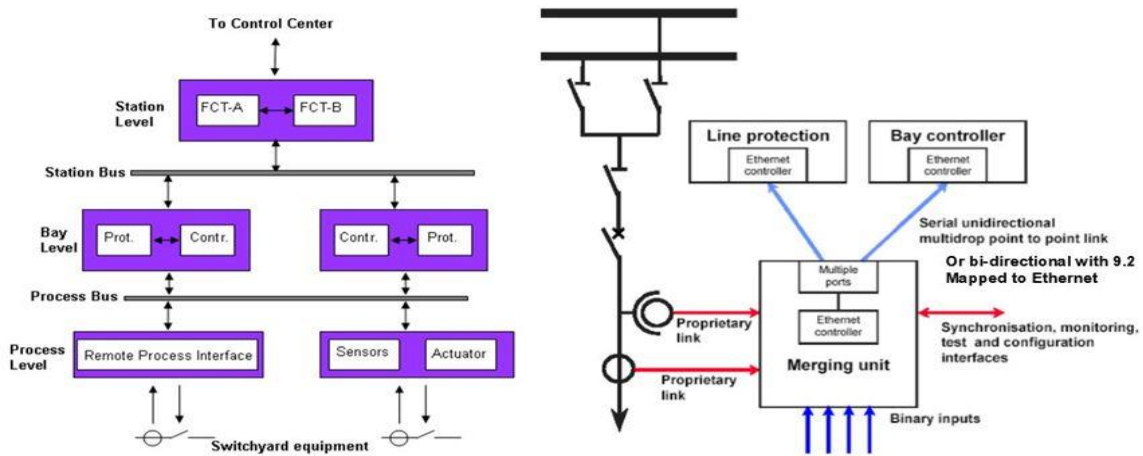 To Control Center
Station
Level
FCT-A
FCT-B
Station Bus
Bay
Level
Prot.
Contr.
Contr.
Prot.
Process Bus
Process
Level
Remote Process Interface
Sensors
Actuator
Switchyard equipment
Line protection
Ethernet
controller
Bay controller
Ethernet
controller
Serial unidirectional
multidrop point to point link
Or bi-directional with 9.2
Mapped to Ethernet
Multiple
ports
Ethernet
controller
Merging unit
Proprietary
link
Proprietary
link
Synchronisation, monitoring,
test and configuration
interfaces
Binary inputs